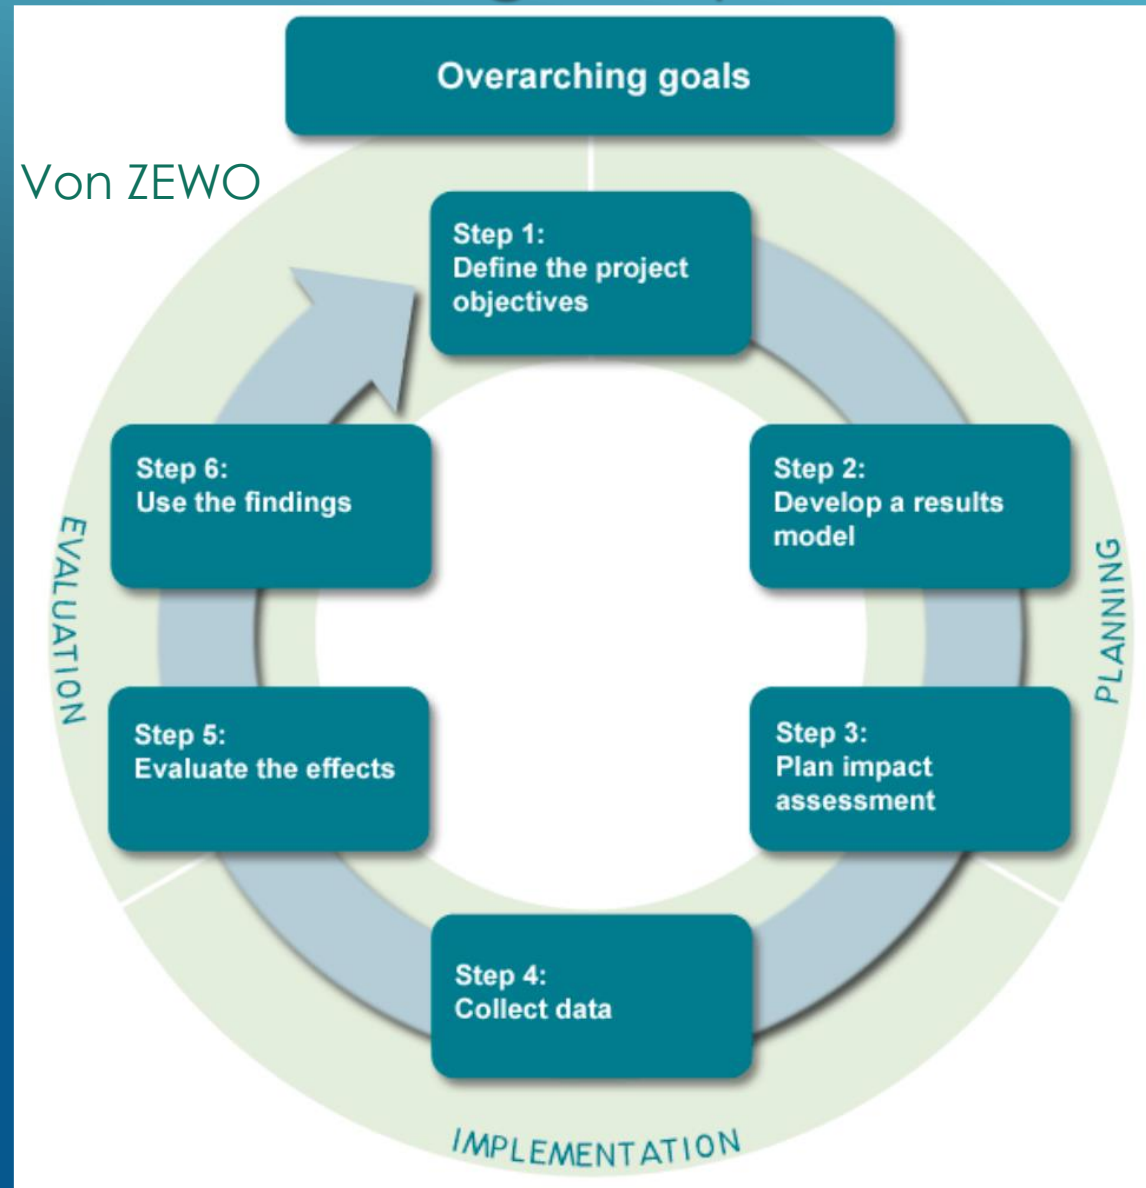 Overarching goals
Von ZEWO
Step 1:
Define the project
objectives
Step 2:
Develop a results
model
Step 3:
Plan impact
assessment
Step 4:
Collect data
Step 5:
Evaluate the effects
Step 6:
Use the findings
PLANNING
IMPLEMENTATION
EVALUATION